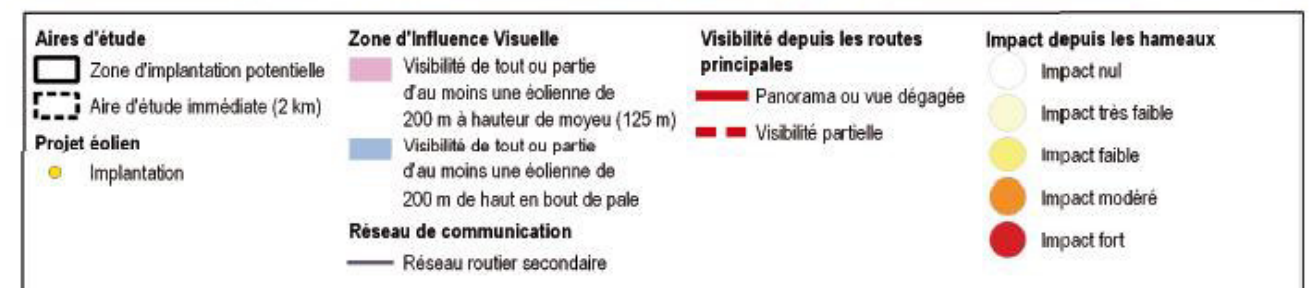 Aires d'étude
Zone d'implantation potentielle
Aire d'étude immédiate (2 km)
Projet éolien
Implantation
Zone d'Influence Visuelle
Visibilité de tout ou partie
d'au moins une éolienne de
200 m à hauteur de moyeu (125 m)
Visibilité de tout ou partie
d'au moins une éolienne de
200 m de haut en bout de pale
Réseau de communication
Réseau routier secondaire
Visibilité depuis les routes
principales
Panorama ou vue dégagée
Visibilité partielle
Impact depuis les hameaux
Impact nul
Impact très faible
Impact faible
Impact modéré
Impact fort